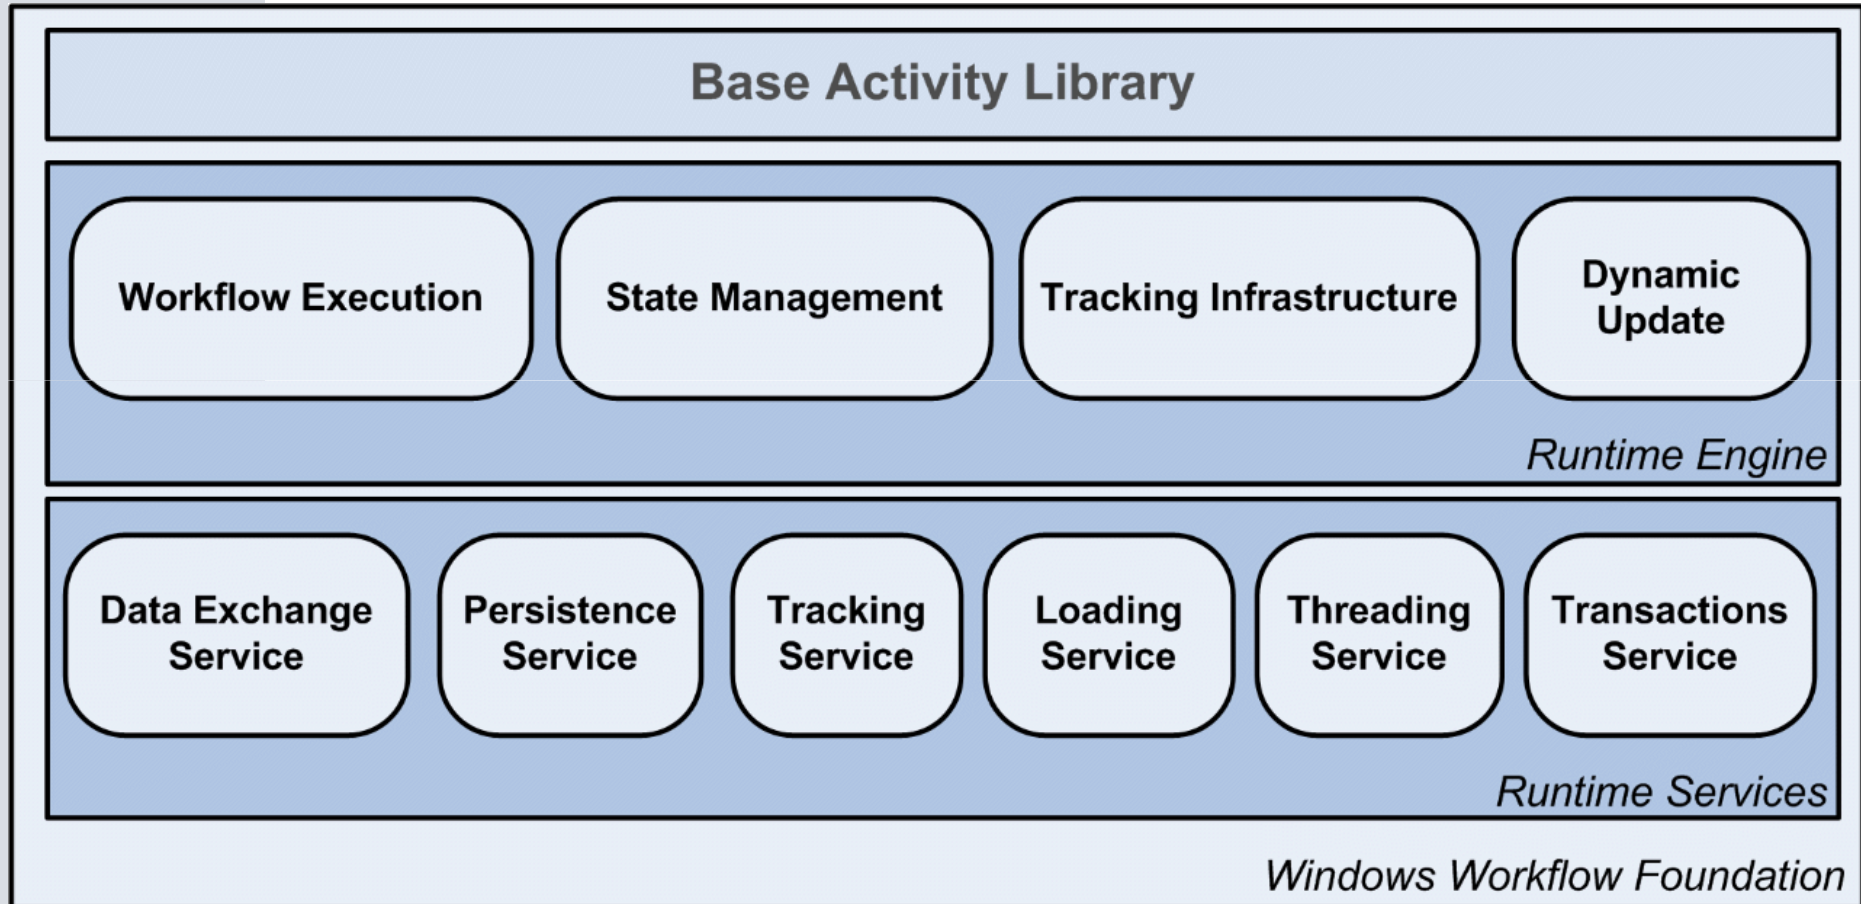 Base Activity Library
Workflow Execution
State Management
Tracking Infrastructure
Dynamic
Update
Runtime Engine
Data Exchange
Service
Persistence
Service
Tracking
Service
Loading
Service
Threading
Service
Transactions
Service
Runtime Services
Windows Workflow Foundation